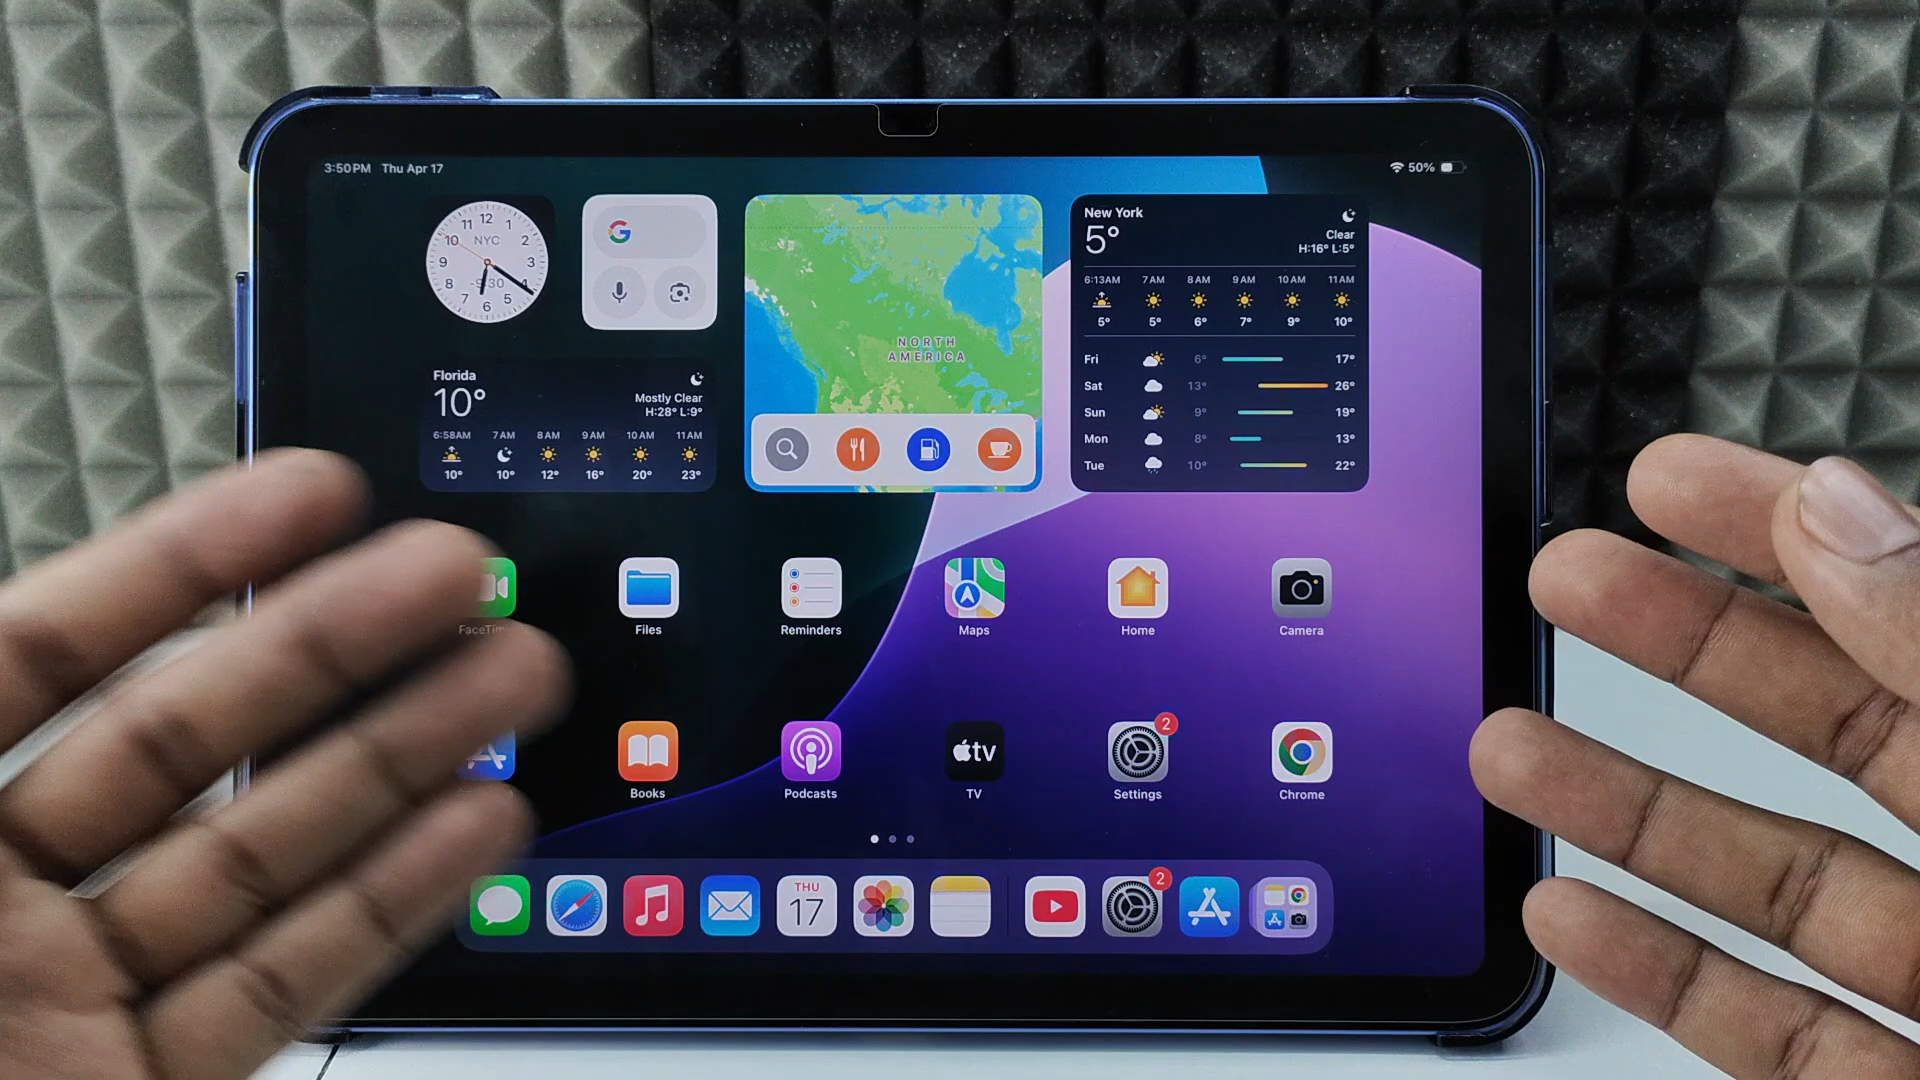 3:50 PM Thu Apr 17
50%
12
11 1
10 NYC 2
9 3
8 -9:30 4
7 5
6
G
NORTH
AMERICA
New York
5°
Clear
H:16° L:5°
6:13AM 7 AM 8 AM 9 AM 10 AM 11 AM
5° 5° 6° 7° 9° 10°
Fri 6° 17°
Sat 13° 26°
Sun 9° 19°
Mon 8° 13°
Tue 10° 22°
Florida
10°
Mostly Clear
H:28° L:9°
6:58AM 7 AM 8 AM 9 AM 10 AM 11 AM
10° 10° 12° 16° 20° 23°
FaceTim Files Reminders Maps Home Camera
tv 2
Books Podcasts TV Settings Chrome
THU
17
2